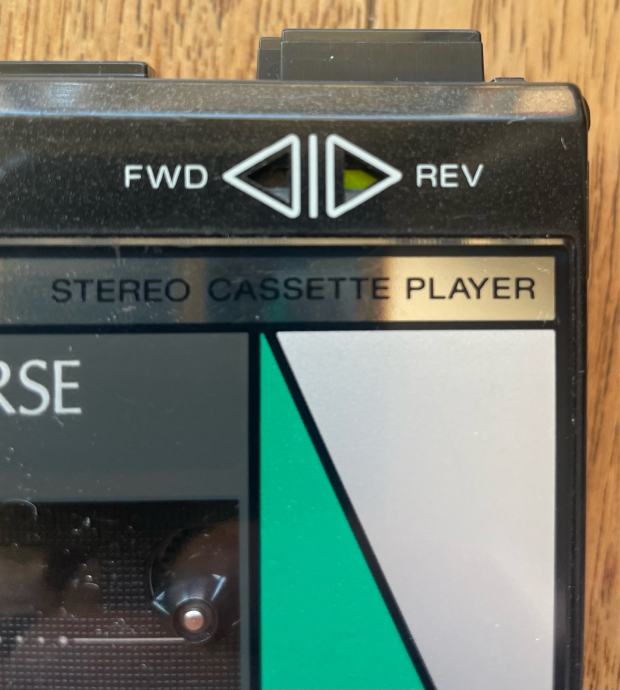 FWD REV
STEREO CASSETTE PLAYER
RSE